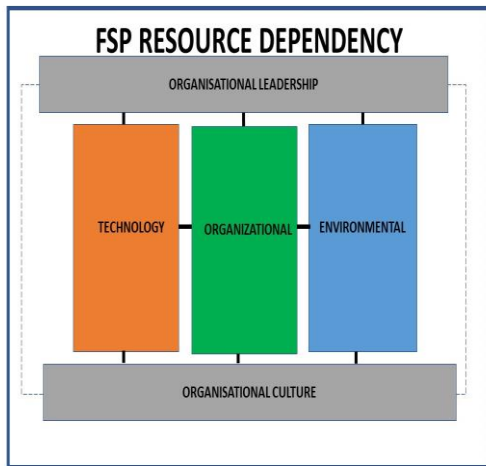 FSP RESOURCE DEPENDENCY
ORGANISATIONAL LEADERSHIP
TECHNOLOGY
ORGANIZATIONAL
ENVIRONMENTAL
ORGANISATIONAL CULTURE